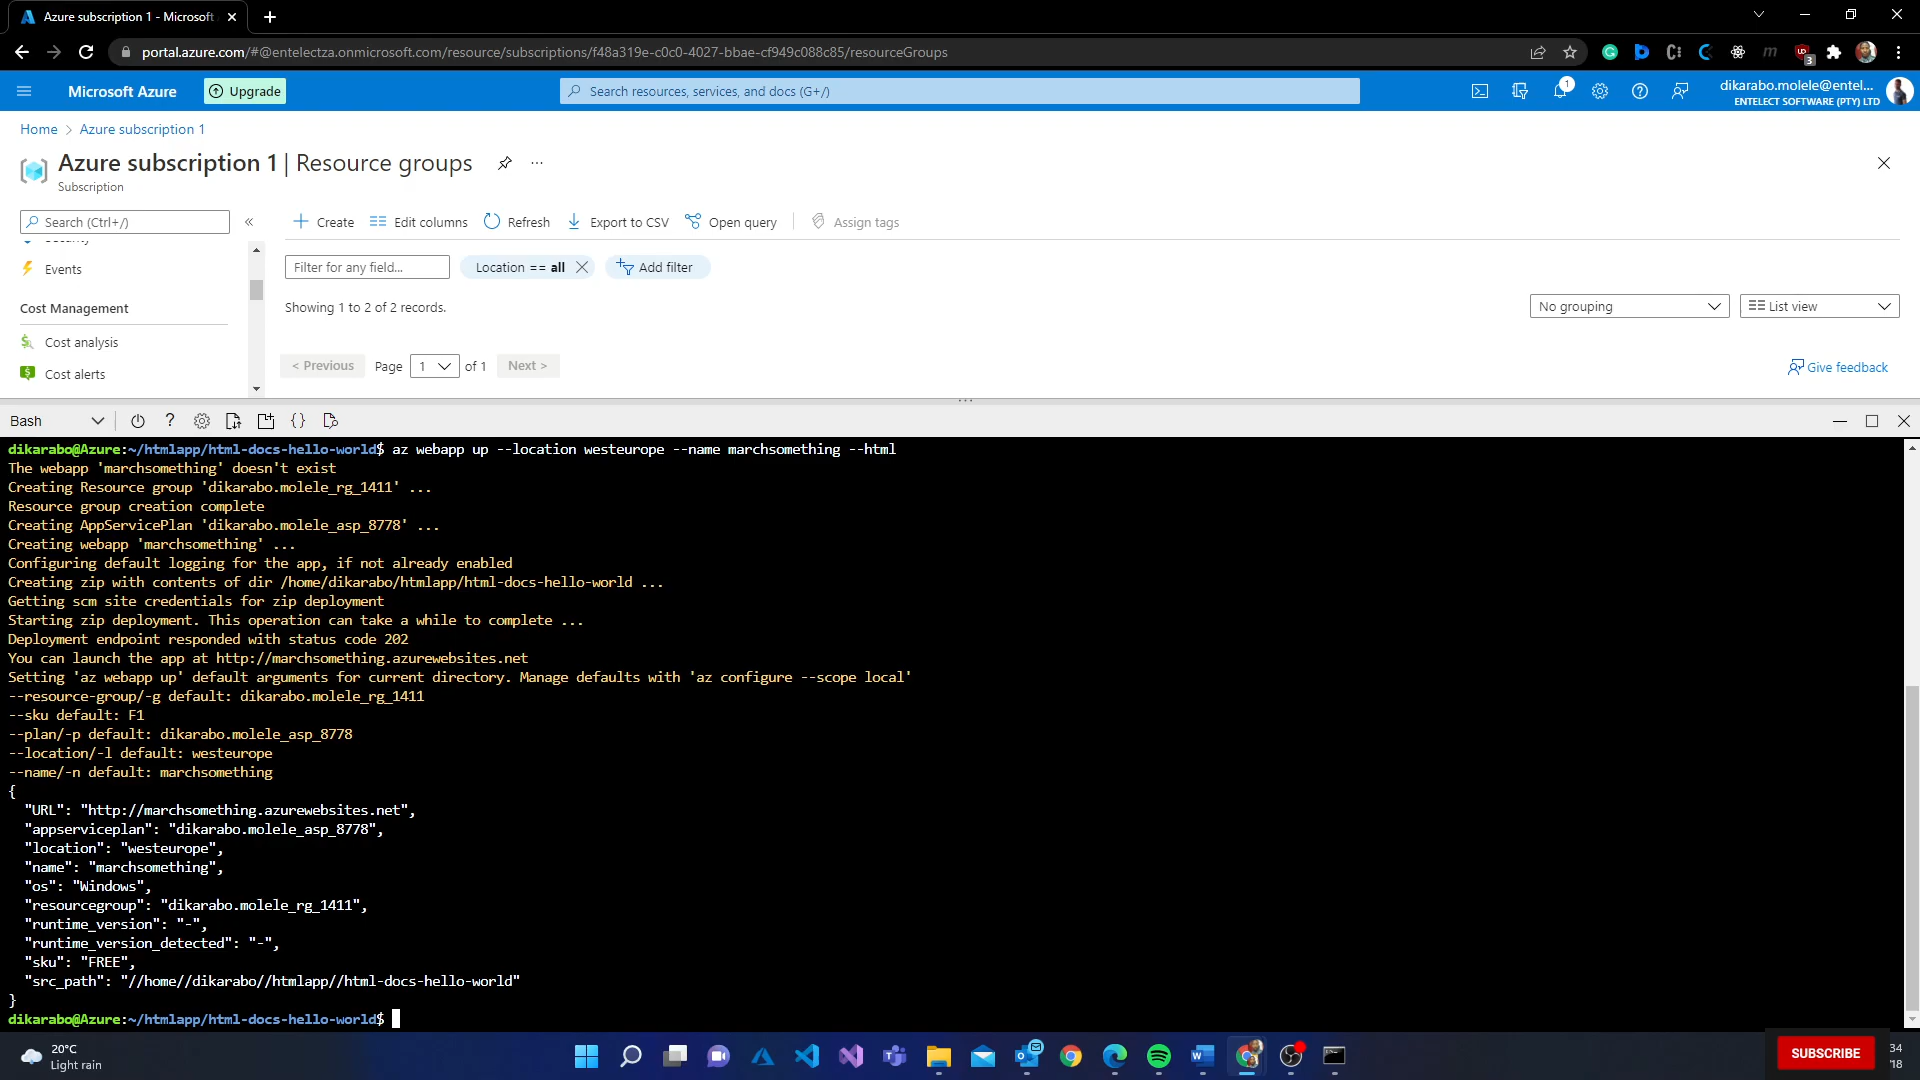 Azure subscription 1 - Microsoft
portal.azure.com/#@entelectza.onmicrosoft.com/resource/subscriptions/f48a319e-c0c0-4027-bbae-cf949c088c85/resourceGroups
3
Microsoft Azure
Upgrade
Search resources, services, and docs (G+/)
1
dikarabo.molele@entel...
ENTELECT SOFTWARE (PTY) LTD
Home > Azure subscription 1
Azure subscription 1 | Resource groups
Subscription
Search (Ctrl+/)
Create
Edit columns
Refresh
Export to CSV
Open query
Assign tags
Events
Filter for any field...
Location == all
Add filter
Cost Management
Showing 1 to 2 of 2 records.
No grouping
List view
Cost analysis
Cost alerts
< Previous
Page 1 of 1
Next >
Give feedback
Bash
dikarabo@Azure:~/htmlapp/html-docs-hello-world$ az webapp up --location westeurope --name marchsomething --html
The webapp 'marchsomething' doesn't exist
Creating Resource group 'dikarabo.molele_rg_1411' ...
Resource group creation complete
Creating AppServicePlan 'dikarabo.molele_asp_8778' ...
Creating webapp 'marchsomething' ...
Configuring default logging for the app, if not already enabled
Creating zip with contents of dir /home/dikarabo/htmlapp/html-docs-hello-world ...
Getting scm site credentials for zip deployment
Starting zip deployment. This operation can take a while to complete ...
Deployment endpoint responded with status code 202
You can launch the app at http://marchsomething.azurewebsites.net
Setting 'az webapp up' default arguments for current directory. Manage defaults with 'az configure --scope local'
--resource-group/-g default: dikarabo.molele_rg_1411
--sku default: F1
--plan/-p default: dikarabo.molele_asp_8778
--location/-l default: westeurope
--name/-n default: marchsomething
{
"URL": "http://marchsomething.azurewebsites.net",
"appserviceplan": "dikarabo.molele_asp_8778",
"location": "westeurope",
"name": "marchsomething",
"os": "Windows",
"resourcegroup": "dikarabo.molele_rg_1411",
"runtime_version": "-",
"runtime_version_detected": "-",
"sku": "FREE",
"src_path": "//home//dikarabo//htmlapp//html-docs-hello-world"
}
dikarabo@Azure:~/htmlapp/html-docs-hello-world$
20°C
Light rain
SUBSCRIBE
34